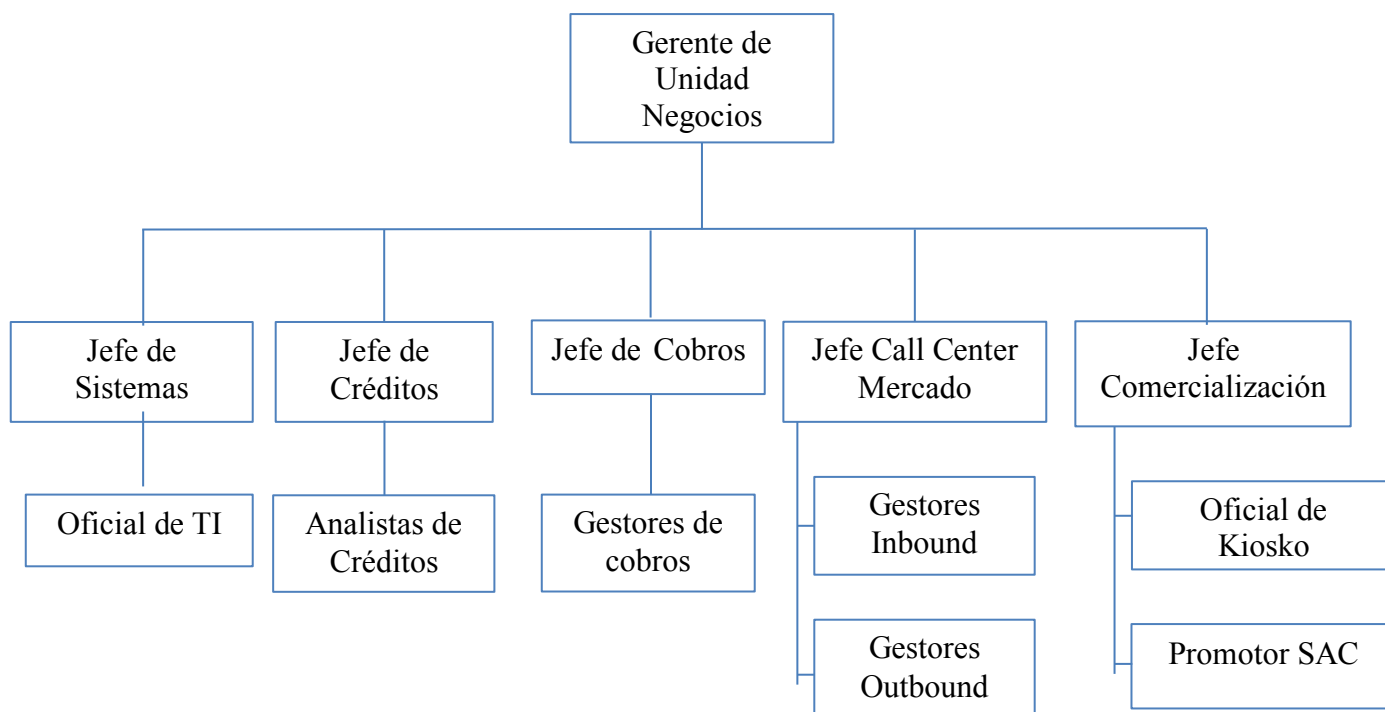 Gerente de
Unidad
Negocios
Jefe de
Sistemas
Jefe de
Créditos
Jefe de Cobros
Jefe Call Center
Mercado
Jefe
Comercialización
Oficial de TI
Analistas de
Créditos
Gestores de
cobros
Gestores
Inbound
Oficial de
Kiosko
Gestores
Outbound
Promotor SAC